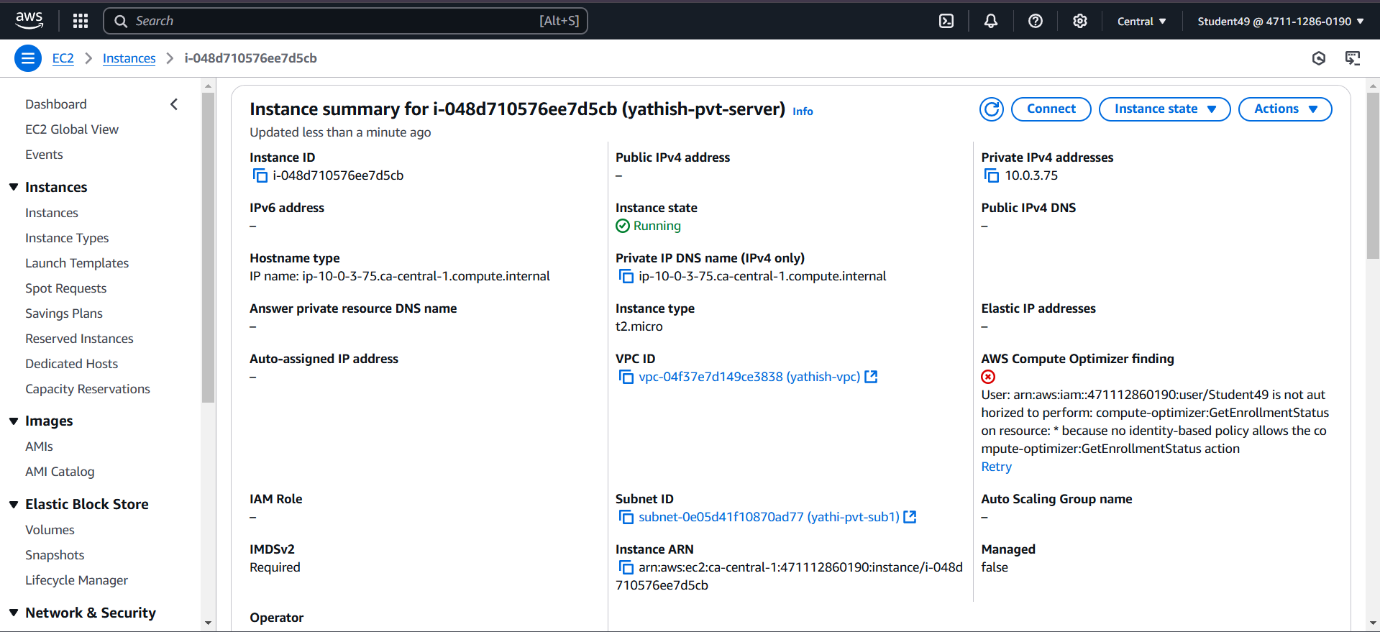 aws
Search
[Alt+S]
Central
Student49 @ 4711-1286-0190
EC2
Instances
i-048d710576ee7d5cb
Dashboard
EC2 Global View
Events
Instances
Instances
Instance Types
Launch Templates
Spot Requests
Savings Plans
Reserved Instances
Dedicated Hosts
Capacity Reservations
Images
AMIs
AMI Catalog
Elastic Block Store
Volumes
Snapshots
Lifecycle Manager
Network & Security
Instance summary for i-048d710576ee7d5cb (yathish-pvt-server) Info
Connect
Instance state
Actions
Updated less than a minute ago
Instance ID
i-048d710576ee7d5cb
Public IPv4 address
–
Private IPv4 addresses
10.0.3.75
IPv6 address
–
Instance state
Running
Public IPv4 DNS
–
Hostname type
IP name: ip-10-0-3-75.ca-central-1.compute.internal
Private IP DNS name (IPv4 only)
ip-10-0-3-75.ca-central-1.compute.internal
Answer private resource DNS name
–
Instance type
t2.micro
Elastic IP addresses
–
Auto-assigned IP address
–
VPC ID
vpc-04f37e7d149ce3838 (yathish-vpc)
AWS Compute Optimizer finding
User: arn:aws:iam::471112860190:user/Student49 is not aut
horized to perform: compute-optimizer:GetEnrollmentStatus
on resource: * because no identity-based policy allows the co
mpute-optimizer:GetEnrollmentStatus action
Retry
IAM Role
–
Subnet ID
subnet-0e05d41f10870ad77 (yathi-pvt-sub1)
Auto Scaling Group name
–
IMDSv2
Required
Instance ARN
arn:aws:ec2:ca-central-1:471112860190:instance/i-048d
710576ee7d5cb
Managed
false
Operator